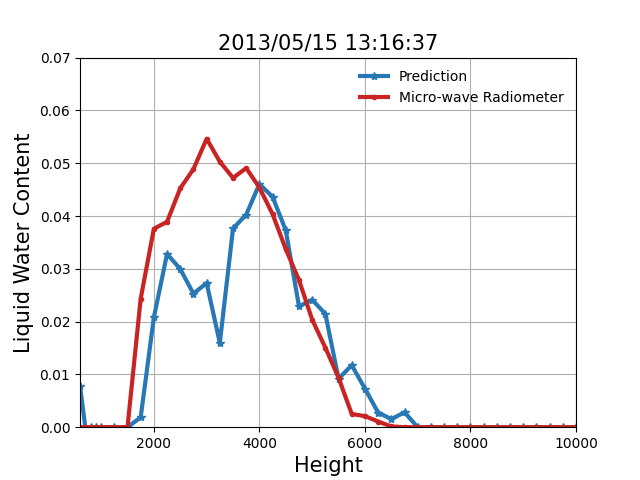 2013/05/15 13:16:37
0.07
0.06
0.05
0.04
0.03
0.02
0.01
0.00
Liquid Water Content
Prediction
Micro-wave Radiometer
2000 4000 6000 8000 10000
Height